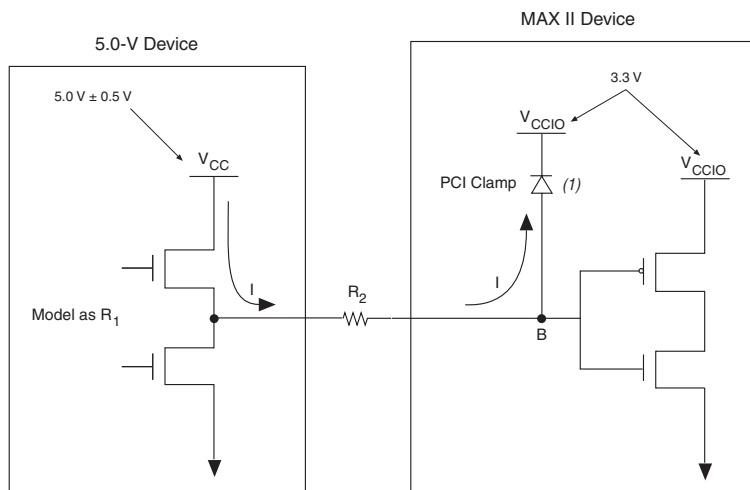 MAX II Device
5.0-V Device
5.0 V ± 0.5 V
3.3 V
VCC
VCCIO
VCCIO
PCI Clamp
(1)
I
I
R2
Model as R1
B